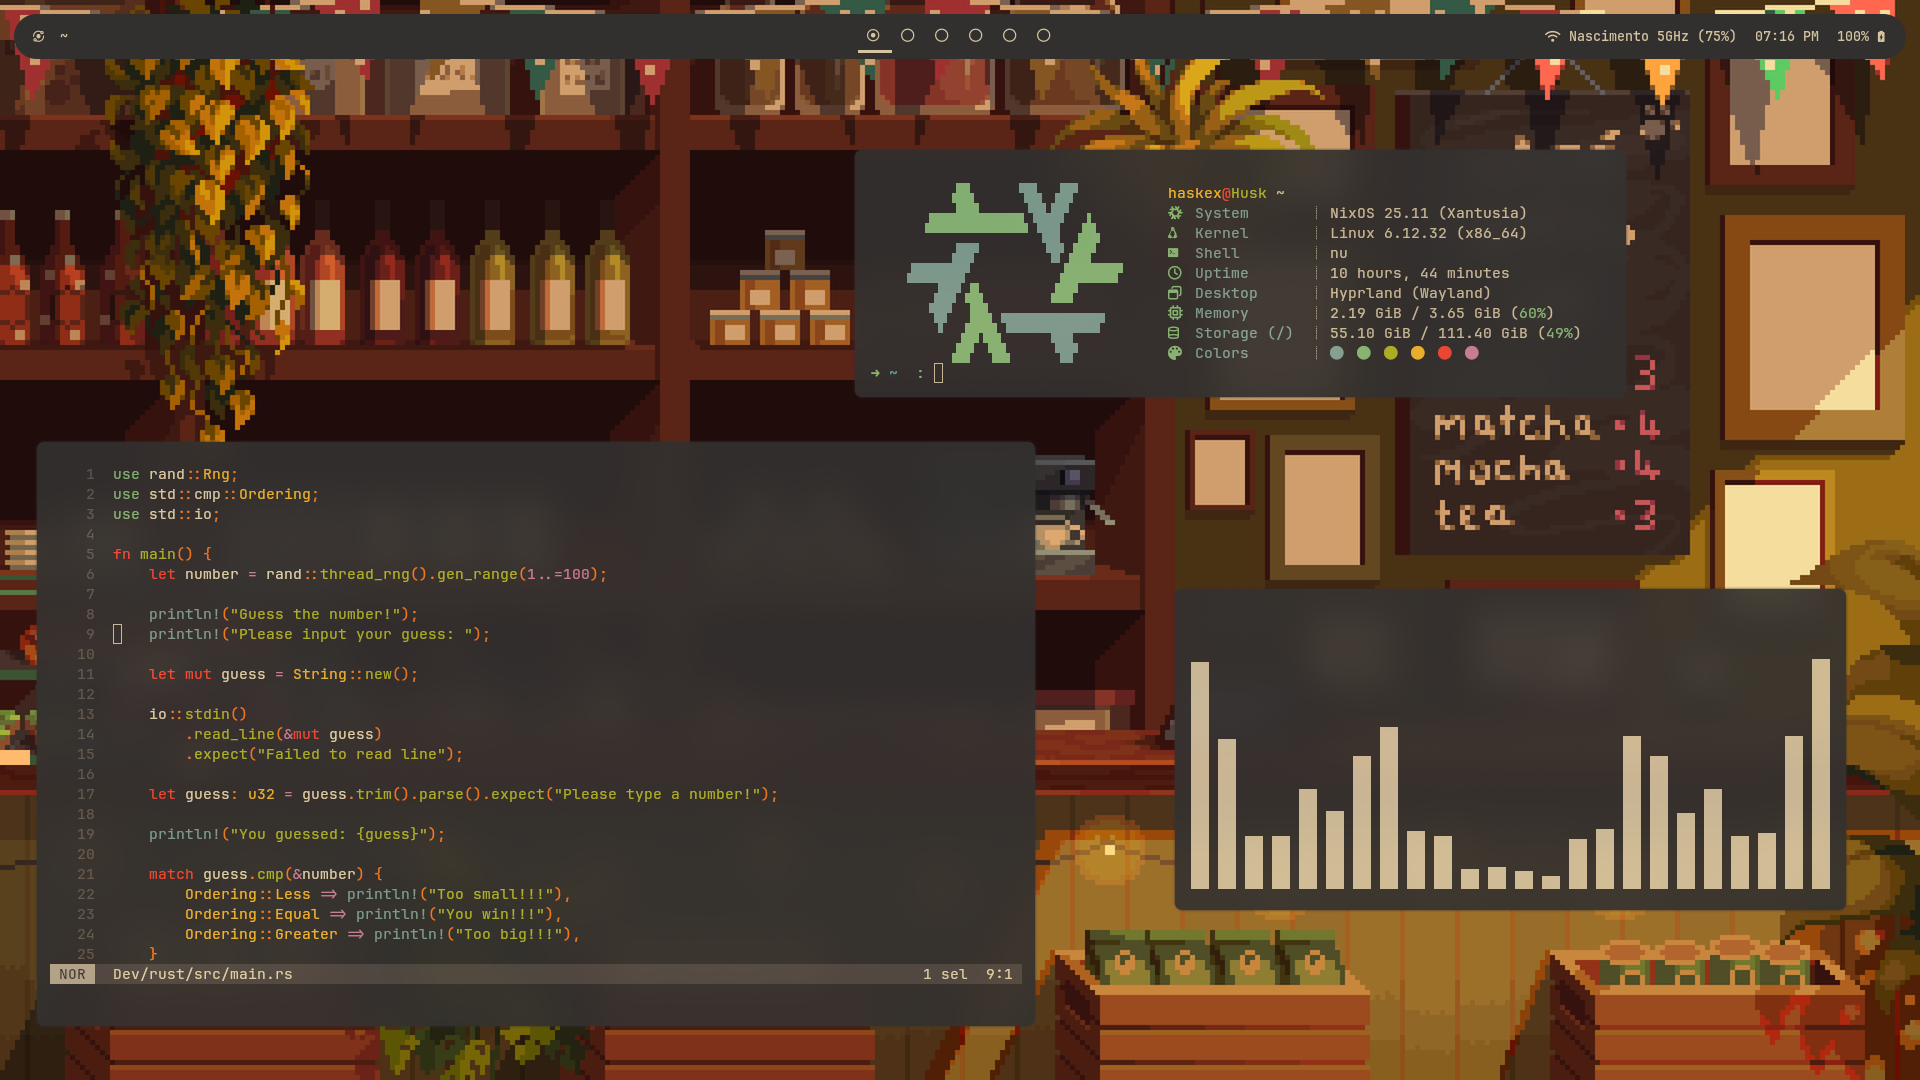 ~
Nascimento 5GHz (75%) 07:16 PM 100%
haskex@Husk ~
System | NixOS 25.11 (Xantusia)
Kernel | Linux 6.12.32 (x86_64)
Shell | nu
Uptime | 10 hours, 44 minutes
Desktop | Hyprland (Wayland)
Memory | 2.19 GiB / 3.65 GiB (60%)
Storage (/) | 55.10 GiB / 111.40 GiB (49%)
Colors |
➜ ~ :
3
matcha · 4
mocha · 4
tea · 3
1 use rand::Rng;
2 use std::cmp::Ordering;
3 use std::io;
4
5 fn main() {
6     let number = rand::thread_rng().gen_range(1..=100);
7
8     println!("Guess the number!");
9     println!("Please input your guess: ");
10
11     let mut guess = String::new();
12
13     io::stdin()
14         .read_line(&mut guess)
15         .expect("Failed to read line");
16
17     let guess: u32 = guess.trim().parse().expect("Please type a number!");
18
19     println!("You guessed: {guess}");
20
21     match guess.cmp(&number) {
22         Ordering::Less => println!("Too small!!!"),
23         Ordering::Equal => println!("You win!!!"),
24         Ordering::Greater => println!("Too big!!!"),
25     }
NOR Dev/rust/src/main.rs 1 sel 9:1